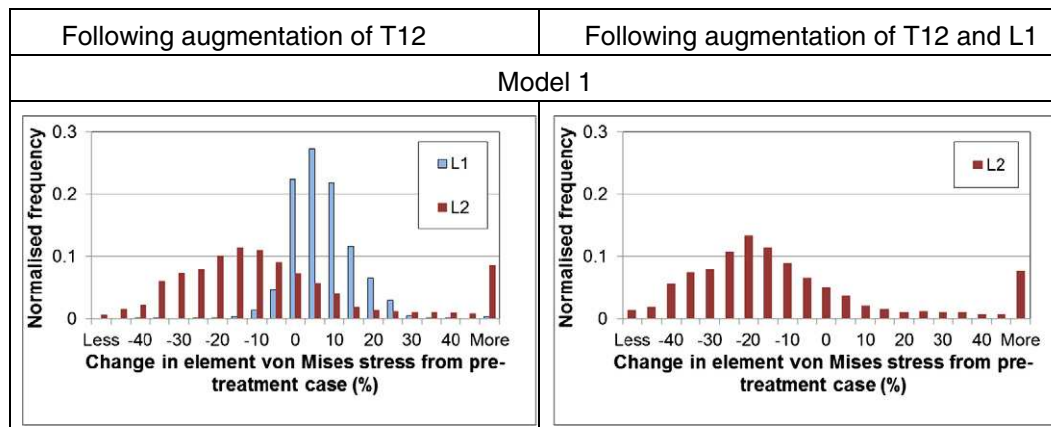 Following augmentation of T12
Following augmentation of T12 and L1
Model 1
Normalised frequency
0.3
0.2
0.1
0
L1
L2
Less -40 -30 -20 -10 0 10 20 30 40 More
Change in element von Mises stress from pre-
treatment case (%)
Normalised frequency
0.3
0.2
0.1
0
L2
Less -40 -30 -20 -10 0 10 20 30 40 More
Change in element von Mises stress from pre-
treatment case (%)